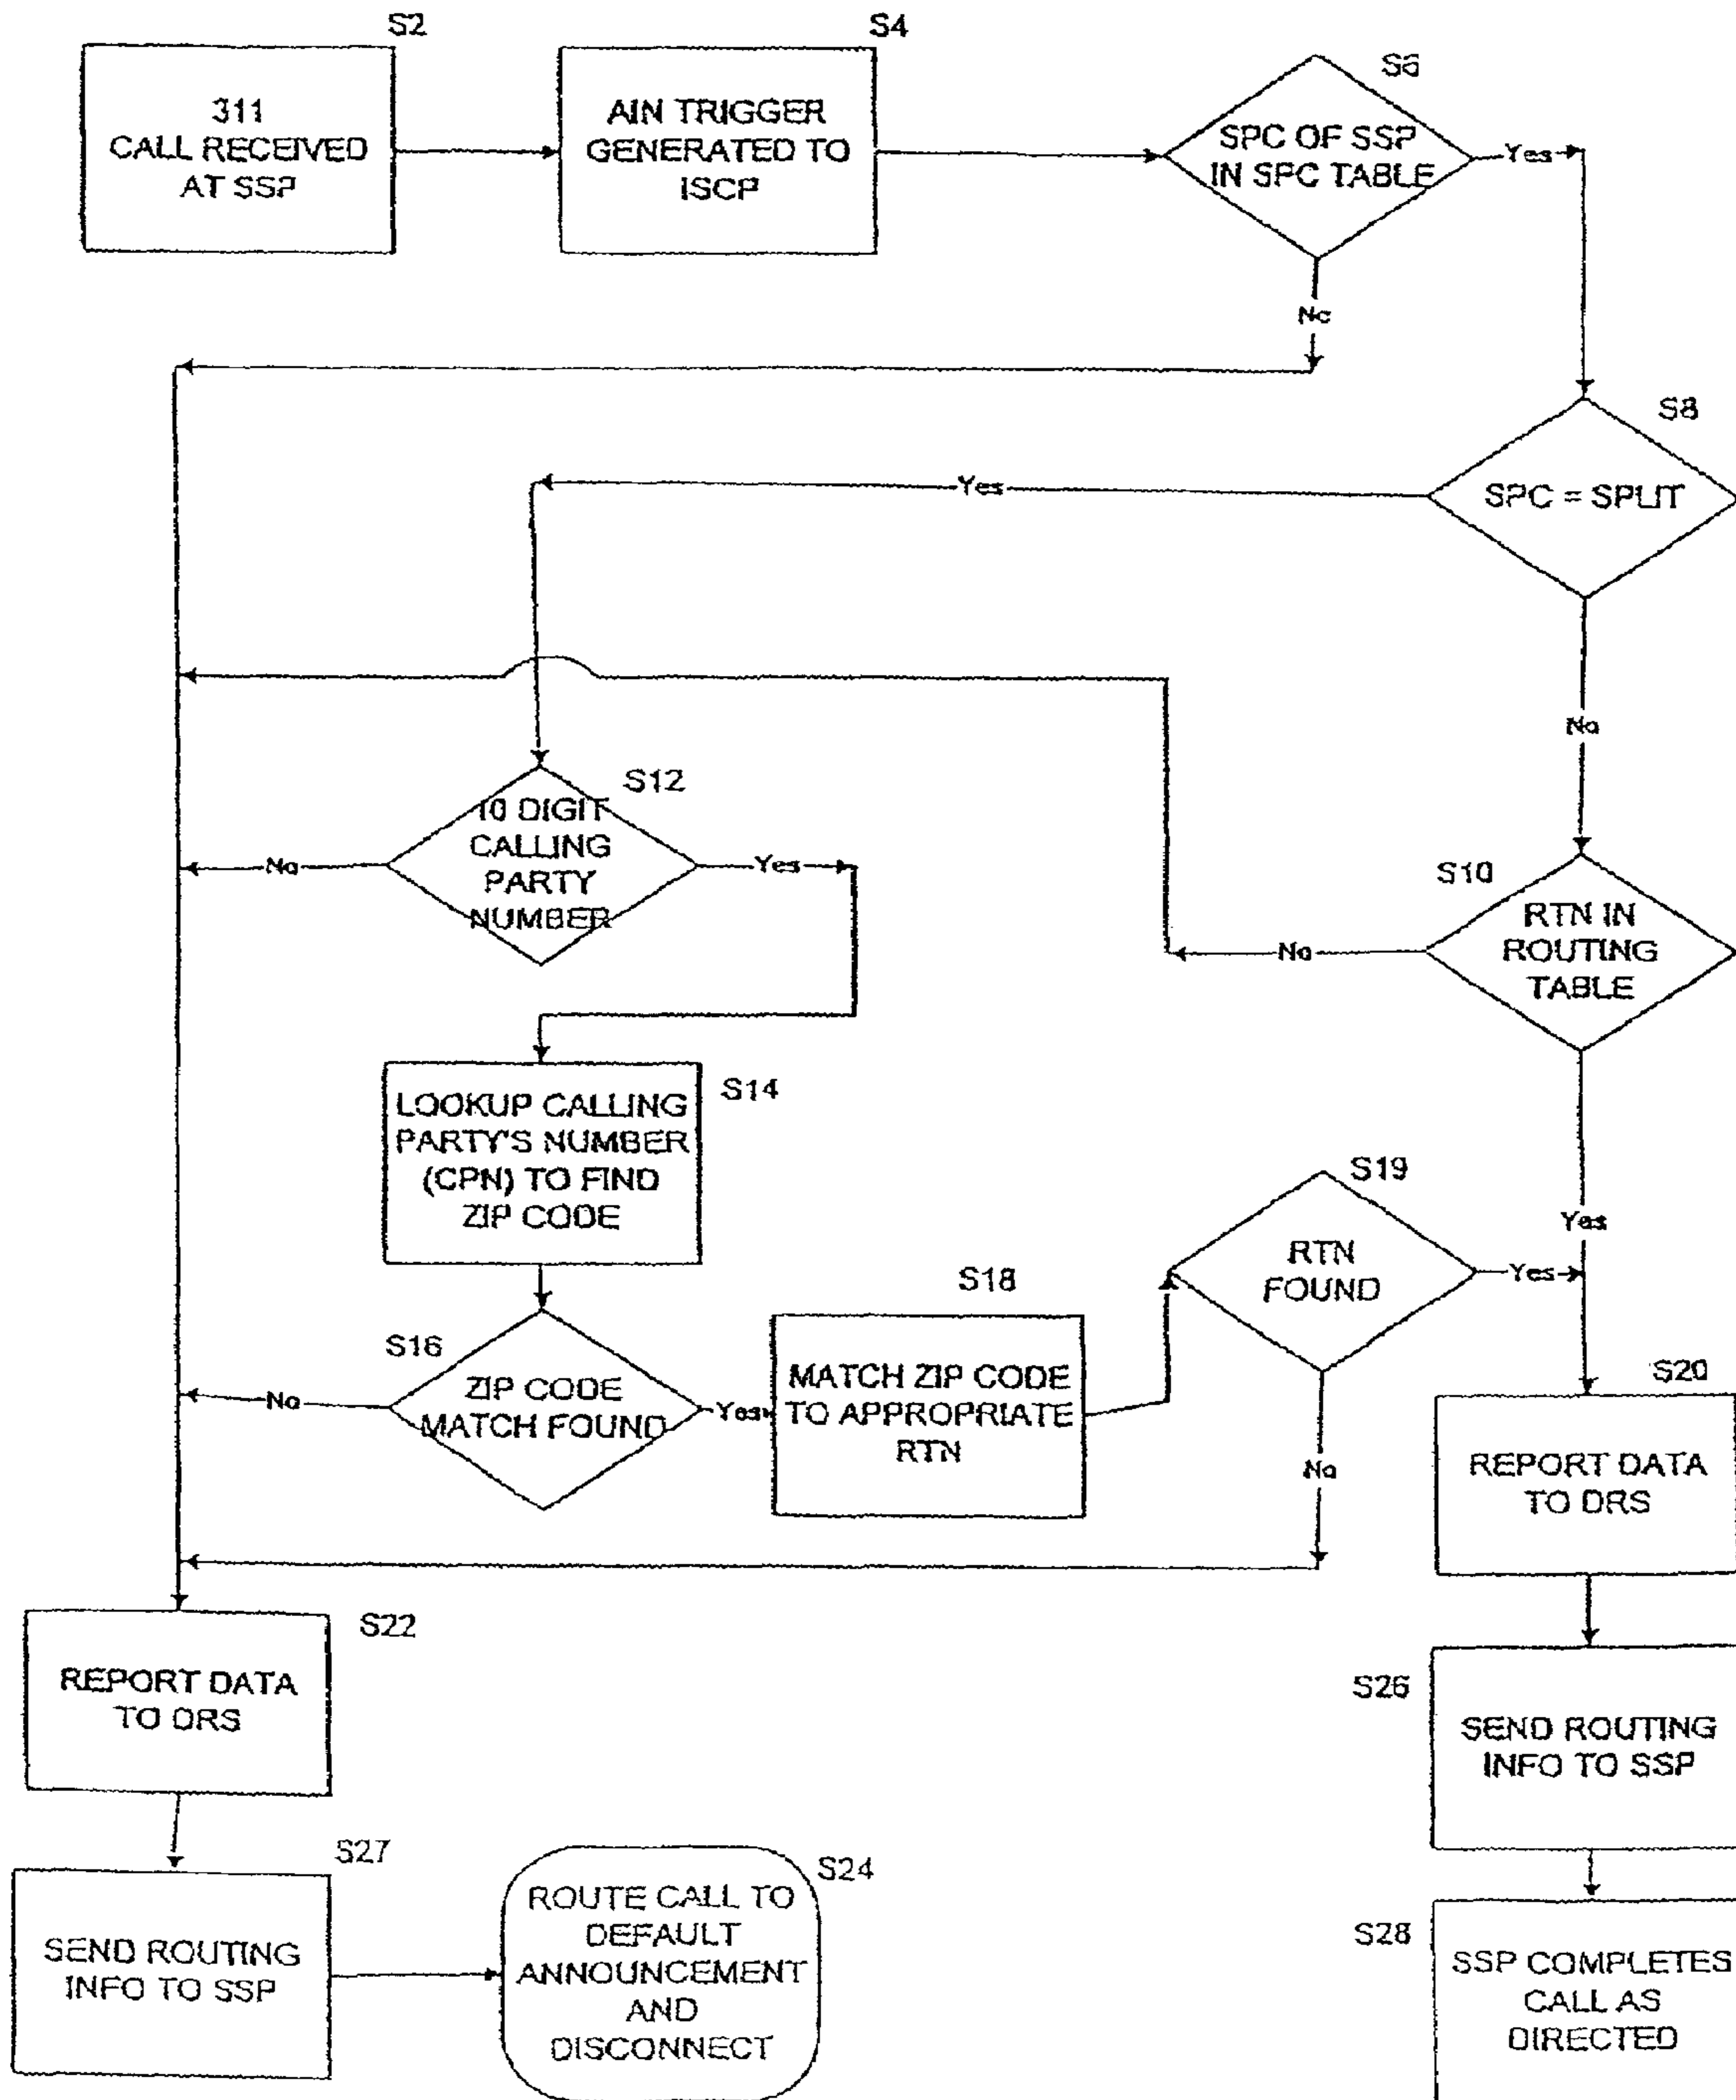 S2
311
CALL RECEIVED
AT SSP
S4
AIN TRIGGER
GENERATED TO
ISCP
S6
SPC OF SSP
IN SPC TABLE
Yes
No
S8
SPC = SPLIT
Yes
No
S12
10 DIGIT
CALLING
PARTY
NUMBER
No
Yes
S10
RTN IN
ROUTING
TABLE
No
Yes
S14
LOOKUP CALLING
PARTY'S NUMBER
(CPN) TO FIND
ZIP CODE
S16
ZIP CODE
MATCH FOUND
No
Yes
S18
MATCH ZIP CODE
TO APPROPRIATE
RTN
S19
RTN
FOUND
Yes
No
S20
REPORT DATA
TO DRS
S22
REPORT DATA
TO DRS
S26
SEND ROUTING
INFO TO SSP
S27
SEND ROUTING
INFO TO SSP
S24
ROUTE CALL TO
DEFAULT
ANNOUNCEMENT
AND
DISCONNECT
S28
SSP COMPLETES
CALL AS
DIRECTED